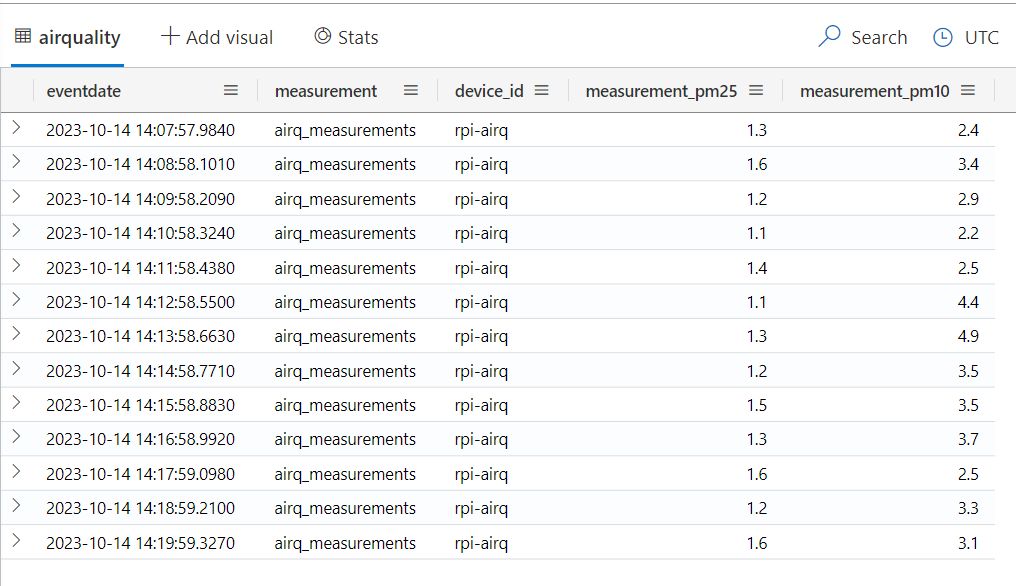 airquality Add visual Stats Search UTC
eventdate measurement device_id measurement_pm25 measurement_pm10
2023-10-14 14:07:57.9840 airq_measurements rpi-airq 1.3 2.4
2023-10-14 14:08:58.1010 airq_measurements rpi-airq 1.6 3.4
2023-10-14 14:09:58.2090 airq_measurements rpi-airq 1.2 2.9
2023-10-14 14:10:58.3240 airq_measurements rpi-airq 1.1 2.2
2023-10-14 14:11:58.4380 airq_measurements rpi-airq 1.4 2.5
2023-10-14 14:12:58.5500 airq_measurements rpi-airq 1.1 4.4
2023-10-14 14:13:58.6630 airq_measurements rpi-airq 1.3 4.9
2023-10-14 14:14:58.7710 airq_measurements rpi-airq 1.2 3.5
2023-10-14 14:15:58.8830 airq_measurements rpi-airq 1.5 3.5
2023-10-14 14:16:58.9920 airq_measurements rpi-airq 1.3 3.7
2023-10-14 14:17:59.0980 airq_measurements rpi-airq 1.6 2.5
2023-10-14 14:18:59.2100 airq_measurements rpi-airq 1.2 3.3
2023-10-14 14:19:59.3270 airq_measurements rpi-airq 1.6 3.1